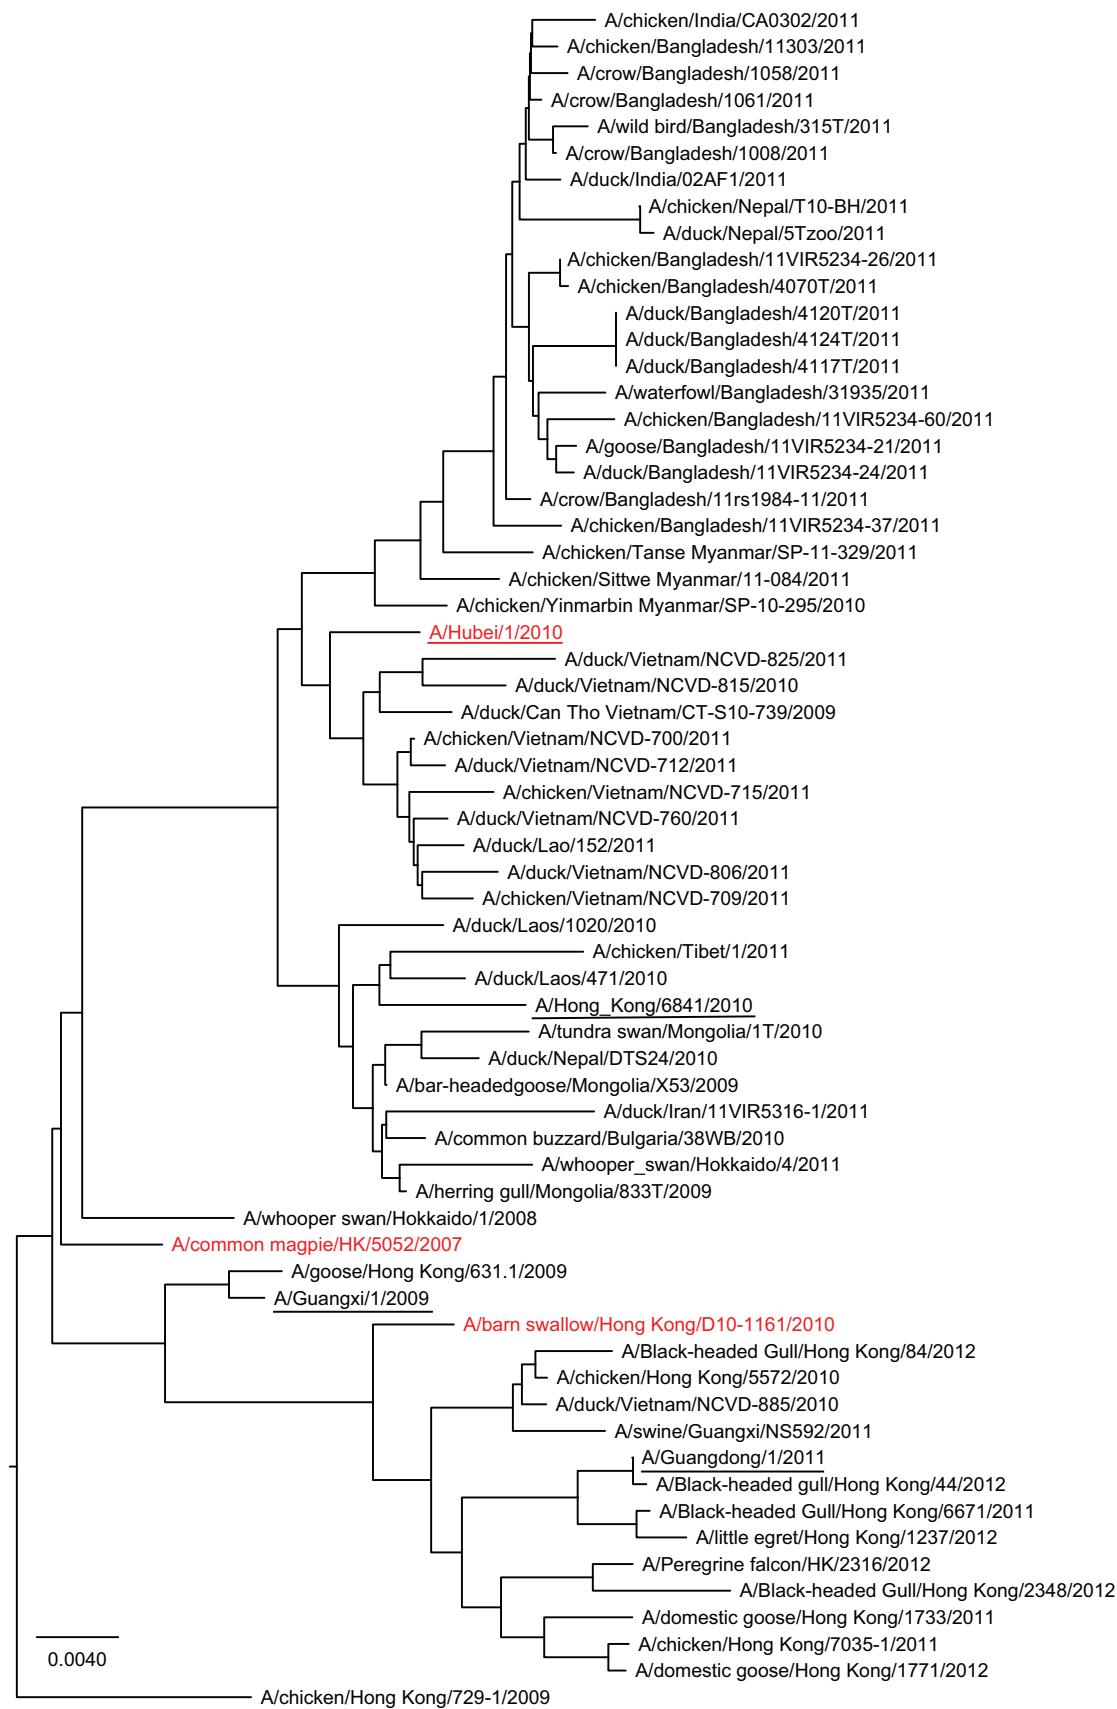 A/chicken/India/CA0302/2011
A/chicken/Bangladesh/11303/2011
A/crow/Bangladesh/1058/2011
A/crow/Bangladesh/1061/2011
A/wild bird/Bangladesh/315T/2011
A/crow/Bangladesh/1008/2011
A/duck/India/02AF1/2011
A/chicken/Nepal/T10-BH/2011
A/duck/Nepal/5Tzoo/2011
A/chicken/Bangladesh/11VIR5234-26/2011
A/chicken/Bangladesh/4070T/2011
A/duck/Bangladesh/4120T/2011
A/duck/Bangladesh/4124T/2011
A/duck/Bangladesh/4117T/2011
A/waterfowl/Bangladesh/31935/2011
A/chicken/Bangladesh/11VIR5234-60/2011
A/goose/Bangladesh/11VIR5234-21/2011
A/duck/Bangladesh/11VIR5234-24/2011
A/crow/Bangladesh/11rs1984-11/2011
A/chicken/Bangladesh/11VIR5234-37/2011
A/chicken/Tanse Myanmar/SP-11-329/2011
A/chicken/Sittwe Myanmar/11-084/2011
A/chicken/Yinmarbin Myanmar/SP-10-295/2010
A/Hubei/1/2010
A/duck/Vietnam/NCVD-825/2011
A/duck/Vietnam/NCVD-815/2010
A/duck/Can Tho Vietnam/CT-S10-739/2009
A/chicken/Vietnam/NCVD-700/2011
A/duck/Vietnam/NCVD-712/2011
A/chicken/Vietnam/NCVD-715/2011
A/duck/Vietnam/NCVD-760/2011
A/duck/Lao/152/2011
A/duck/Vietnam/NCVD-806/2011
A/chicken/Vietnam/NCVD-709/2011
A/duck/Laos/1020/2010
A/chicken/Tibet/1/2011
A/duck/Laos/471/2010
A/Hong_Kong/6841/2010
A/tundra swan/Mongolia/1T/2010
A/duck/Nepal/DTS24/2010
A/bar-headedgoose/Mongolia/X53/2009
A/duck/Iran/11VIR5316-1/2011
A/common buzzard/Bulgaria/38WB/2010
A/whooper_swan/Hokkaido/4/2011
A/herring gull/Mongolia/833T/2009
A/whooper swan/Hokkaido/1/2008
A/common magpie/HK/5052/2007
A/goose/Hong Kong/631.1/2009
A/Guangxi/1/2009
A/barn swallow/Hong Kong/D10-1161/2010
A/Black-headed Gull/Hong Kong/84/2012
A/chicken/Hong Kong/5572/2010
A/duck/Vietnam/NCVD-885/2010
A/swine/Guangxi/NS592/2011
A/Guangdong/1/2011
A/Black-headed gull/Hong Kong/44/2012
A/Black-headed Gull/Hong Kong/6671/2011
A/little egret/Hong Kong/1237/2012
A/Peregrine falcon/HK/2316/2012
A/Black-headed Gull/Hong Kong/2348/2012
A/domestic goose/Hong Kong/1733/2011
A/chicken/Hong Kong/7035-1/2011
0.0040
A/domestic goose/Hong Kong/1771/2012
A/chicken/Hong Kong/729-1/2009